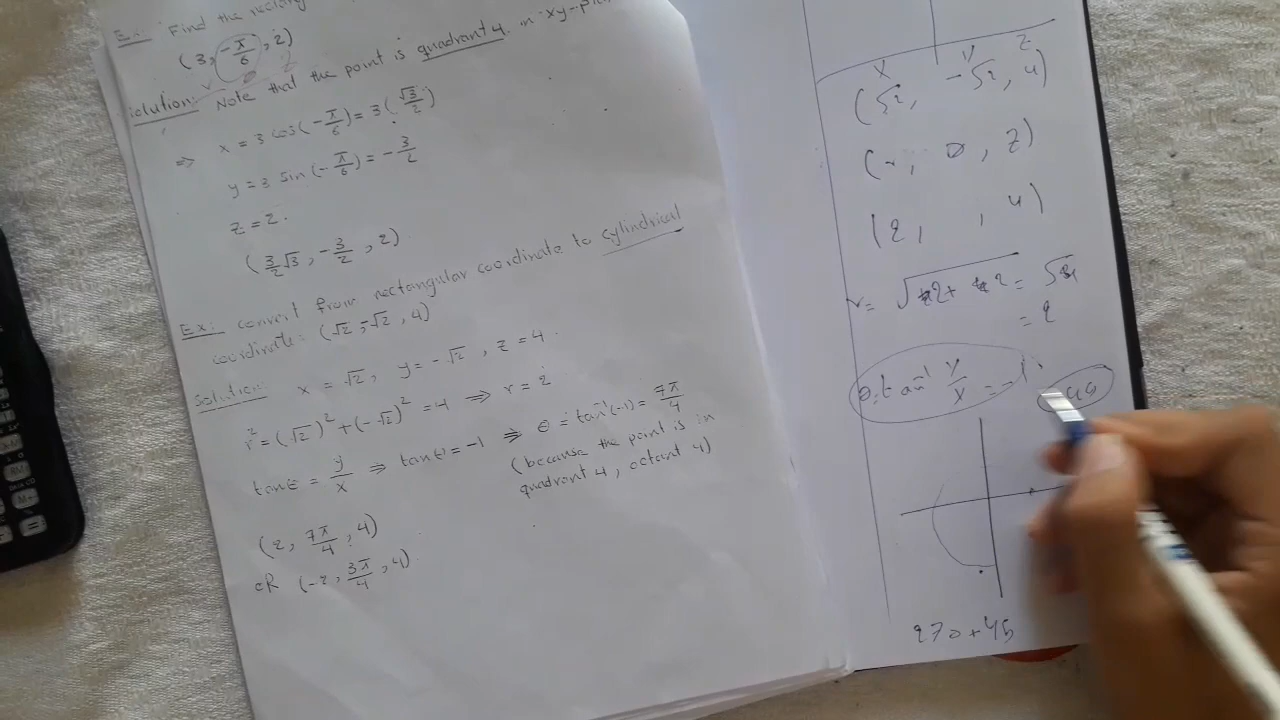 Ex: Find the
(3, -π/6, 2)
Solution: Note that the point is quadrant 4 in xy-
⇒ x = 3 cos(-π/6) = 3(√3/2)
y = 3 sin(-π/6) = -3/2
z = 2.
(3/2 √3, -3/2, 2)
Ex: convert from rectangular coordinate to cylindrical
coordinate: (√2, -√2, 4)
Solution: x = √2, y = -√2, z = 4.
r² = (√2)² + (-√2)² = 4 ⇒ r = 2
tanθ = y/x ⇒ tanθ = -1 ⇒ θ = tan⁻¹(-1) = 7π/4
(because the point is in
quadrant 4, octant 4)
(2, 7π/4, 4)
oR (-2, 3π/4, 4)
x y z
(√2, -√2, 4)
(r, θ, z)
(2, , 4)
r = √2+2 = √4
= 2
θ = tan⁻¹ y/x = -1
270+45